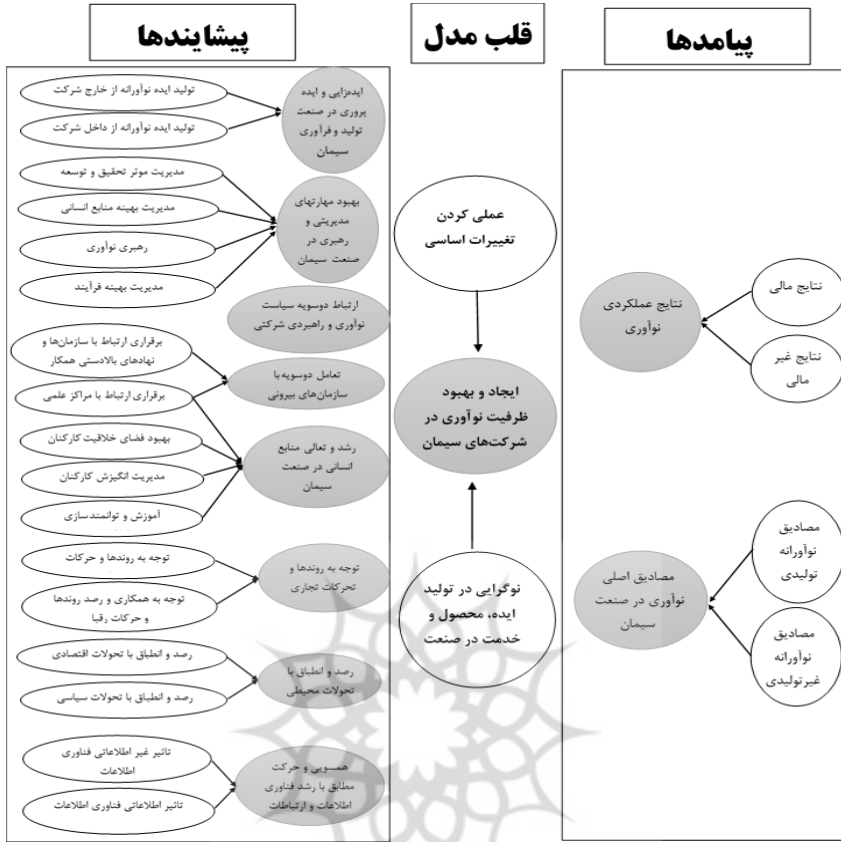 پیشایندها
قلب مدل
پیامدها
تولید ایده نوآورانه از خارج شرکت
تولید ایده نوآورانه از داخل شرکت
ایده‌زایی و ایده
پروری در صنعت
تولید و فرآوری
سیمان
مدیریت موثر تحقیق و توسعه
مدیریت بهینه منابع انسانی
رهبری نوآوری
مدیریت بهینه فرآیند
بهبود مهارتهای
مدیریتی و
رهبری در
صنعت سیمان
ارتباط دوسویه سیاست
نوآوری و راهبردی شرکتی
برقراری ارتباط با سازمان‌ها و
نهادهای بالادستی همکار
برقراری ارتباط با مراکز علمی
تعامل دوسویه با
سازمان‌های بیرونی
بهبود فضای خلاقیت کارکنان
مدیریت انگیزش کارکنان
آموزش و توانمندسازی
رشد و تعالی منابع
انسانی در صنعت
سیمان
توجه به روندها و حرکات
توجه به همکاری و رصد روندها
و حرکات رقبا
توجه به روندها و
تحرکات تجاری
رصد و انطباق با تحولات اقتصادی
رصد و انطباق با تحولات سیاسی
رصد و انطباق با
تحولات محیطی
تاثیر غیر اطلاعاتی فناوری
اطلاعات
تاثیر اطلاعاتی فناوری اطلاعات
همسویی و حرکت
مطابق با رشد فناوری
اطلاعات و ارتباطات
عملی کردن
تغییرات اساسی
ایجاد و بهبود
ظرفیت نوآوری در
شرکت‌های سیمان
نوگرایی در تولید
ایده، محصول و
خدمت در صنعت
نتایج عملکردی
نوآوری
نتایج مالی
نتایج غیر
مالی
مصادیق اصلی
نوآوری در صنعت
سیمان
مصادیق
نوآورانه
تولیدی
مصادیق
نوآورانه
غیرتولیدی